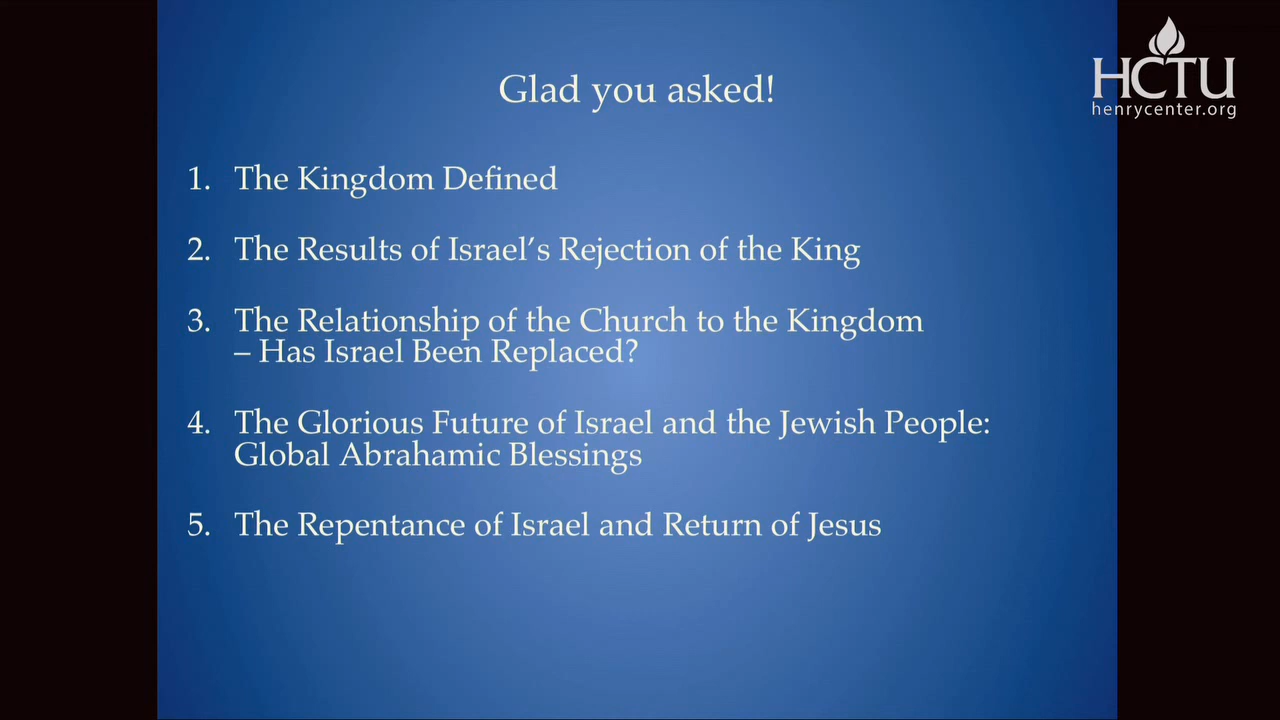 HCTU
henrycenter.org
Glad you asked!
1. The Kingdom Defined
2. The Results of Israel’s Rejection of the King
3. The Relationship of the Church to the Kingdom
– Has Israel Been Replaced?
4. The Glorious Future of Israel and the Jewish People:
Global Abrahamic Blessings
5. The Repentance of Israel and Return of Jesus